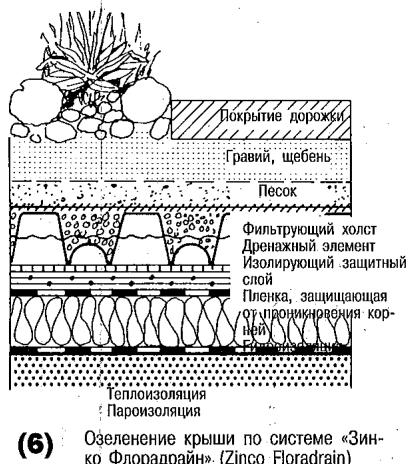 Покрытие дорожки
Гравий, щебень
Песок
Фильтрующий холст
Дренажный элемент
Изолирующий защитный
слой
Пленка, защищающая
от проникновения кор-
ней
Гидроизоляция
Теплоизоляция
Пароизоляция
(6) Озеленение крыши по системе «Зин-
ко Флорадрайн» (Zinco Floradrain)